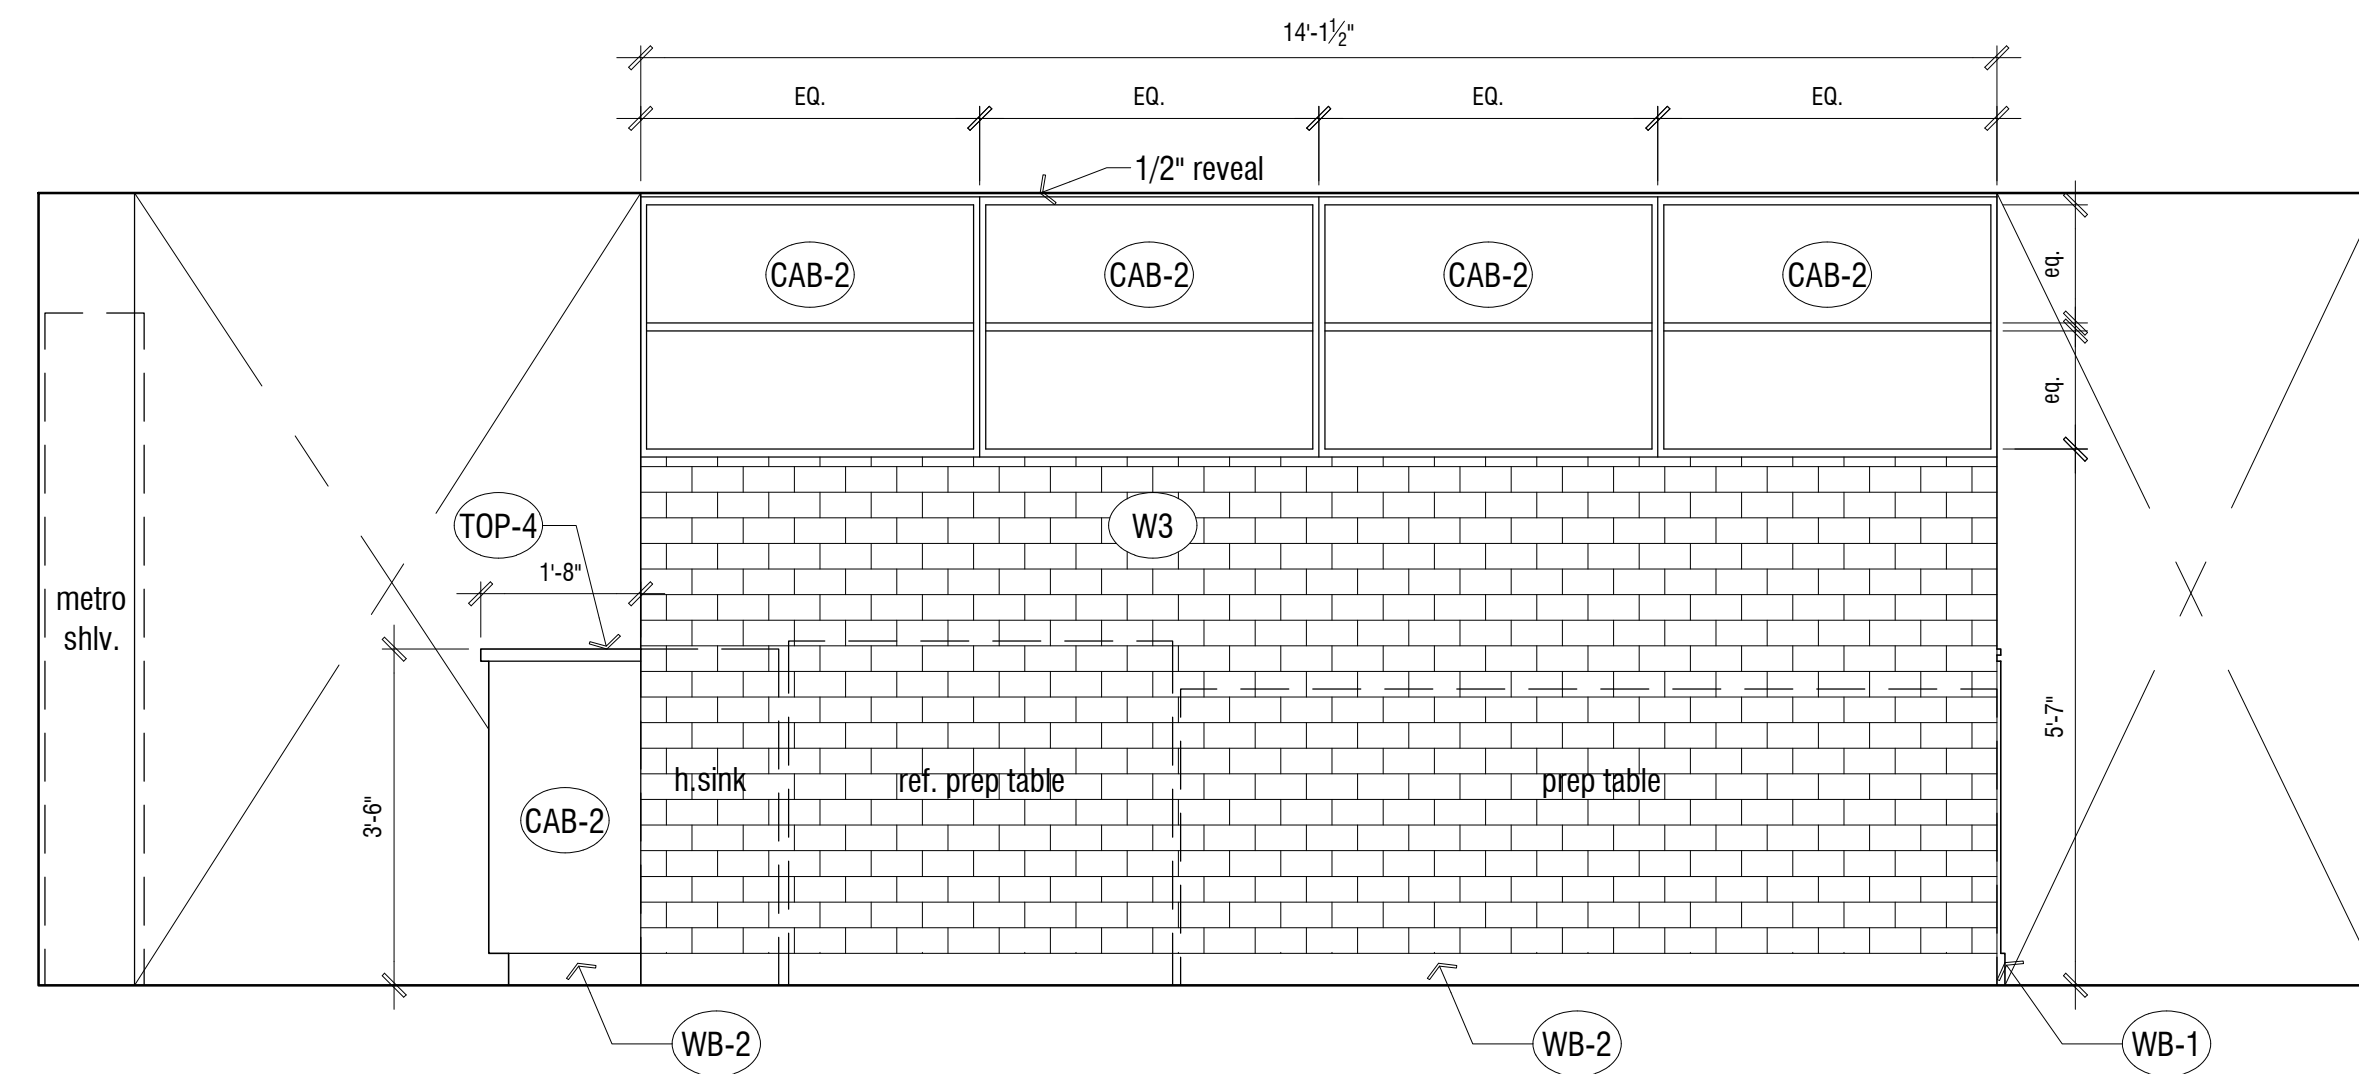 14'-1½"
EQ.
EQ.
EQ.
EQ.
1/2" reveal
CAB-2
CAB-2
CAB-2
CAB-2
eq.
eq.
TOP-4
W3
1'-8"
metro
shlv.
5'-7"
h.sink
ref. prep table
prep table
3'-6"
CAB-2
WB-2
WB-2
WB-1